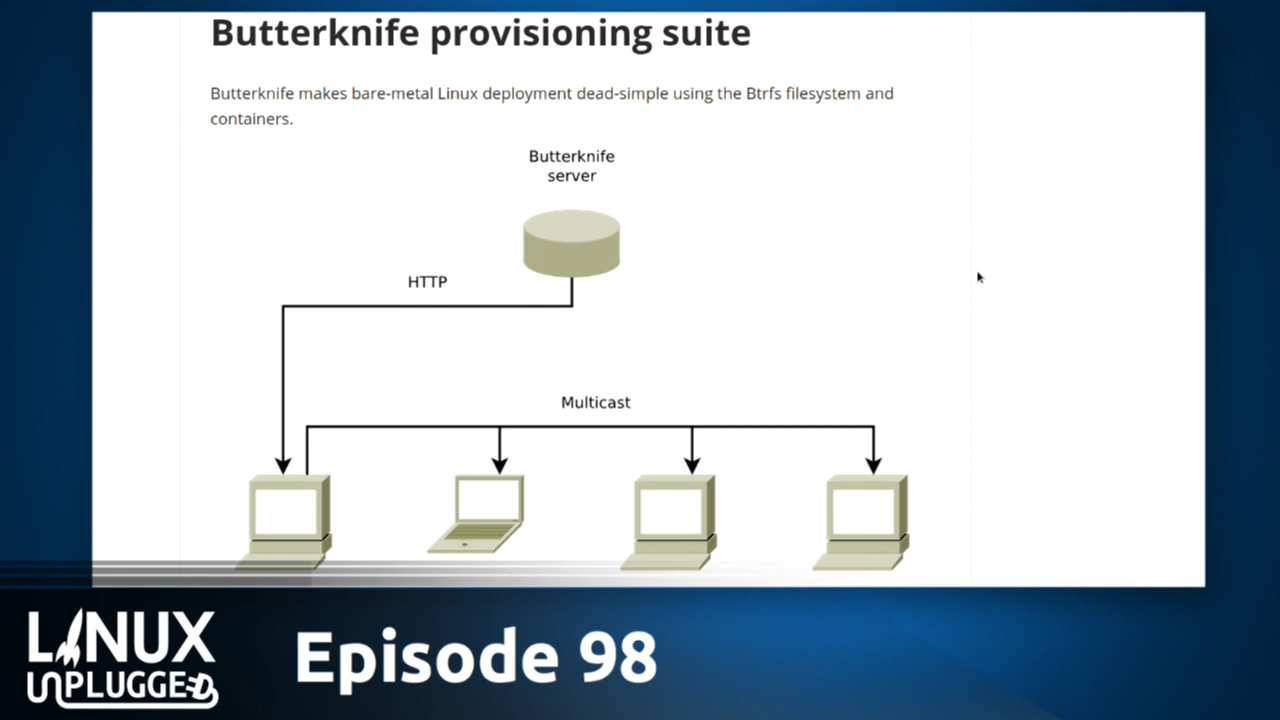 Butterknife provisioning suite
Butterknife makes bare-metal Linux deployment dead-simple using the Btrfs filesystem and
containers.
Butterknife
server
HTTP
Multicast
LINUX
UNPLUGGED
Episode 98